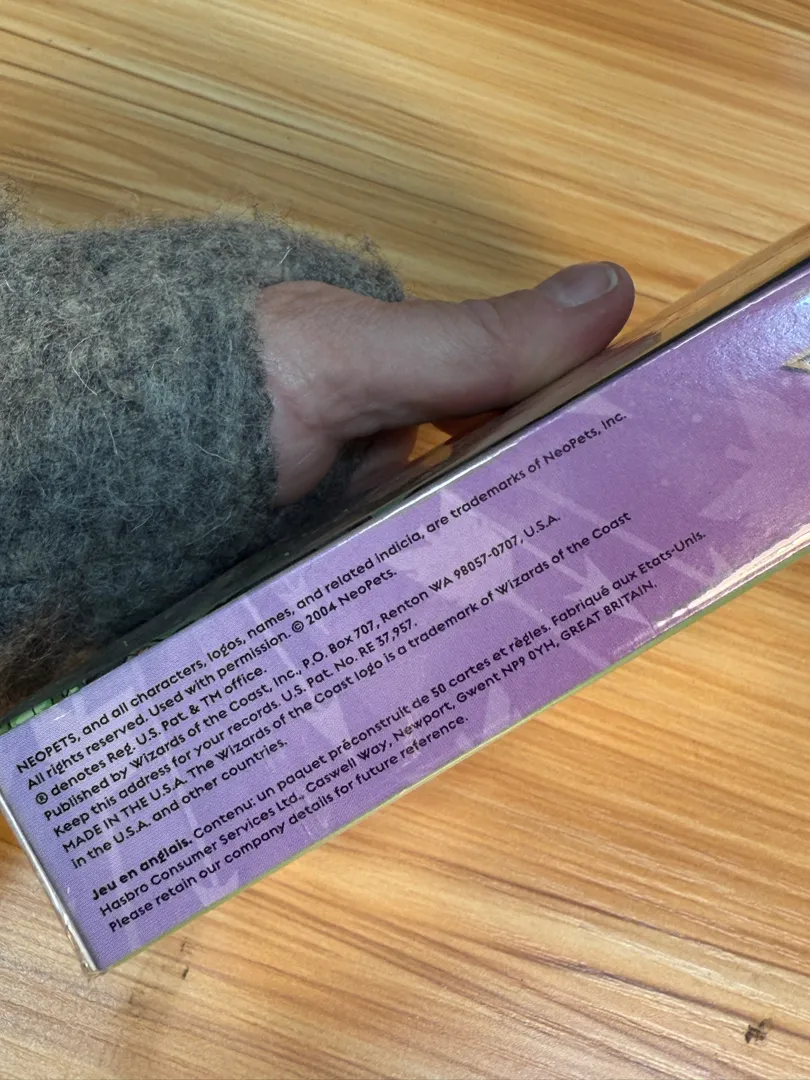 NEOPETS, and all characters, logos, names, and related indicia, are trademarks of NeoPets, Inc.
All rights reserved. Used with permission. © 2004 NeoPets.
® denotes Reg. U.S. Pat. & TM office.
Published by Wizards of the Coast, Inc., P.O. Box 707, Renton WA 98057-0707, U.S.A.
Keep this address for your records. U.S. Pat. No. RE 37,957.
MADE IN THE U.S.A. The Wizards of the Coast logo is a trademark of Wizards of the Coast
in the U.S.A. and other countries.
Jeu en anglais. Contenu: un paquet préconstruit de 50 cartes et règles. Fabriqué aux Etats-Unis.
Hasbro Consumer Services Ltd., Caswell Way, Newport, Gwent NP9 0YH, GREAT BRITAIN.
Please retain our company details for future reference.